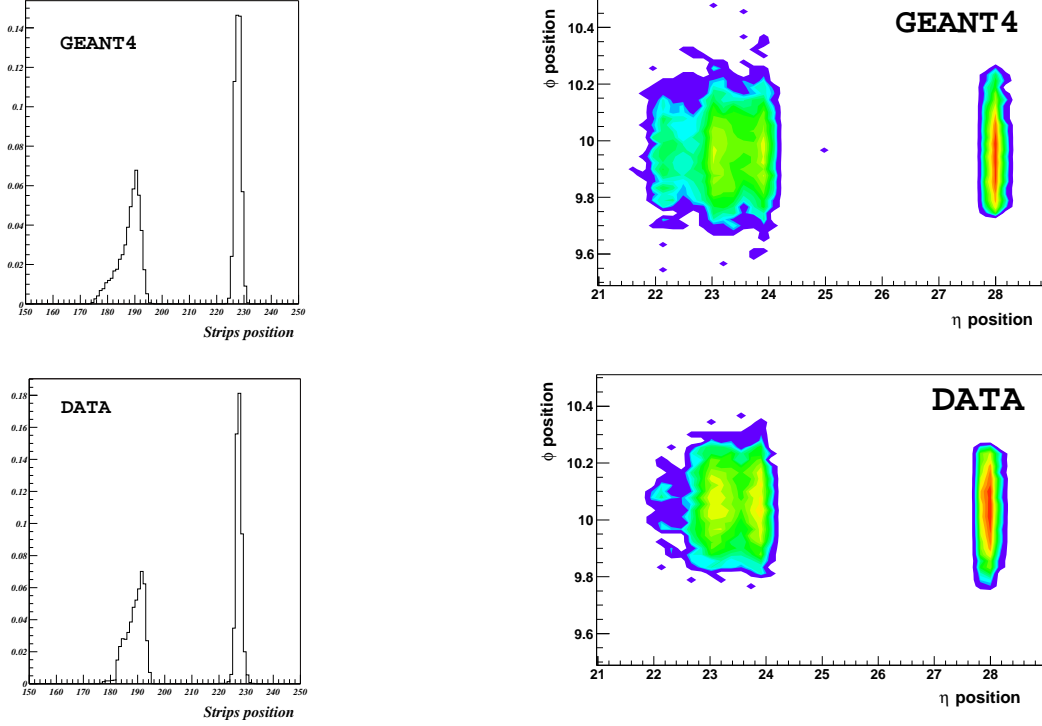 GEANT4
0.14
0.12
0.1
0.08
0.06
0.04
0.02
0
150 160 170 180 190 200 210 220 230 240 250
Strips position
GEANT4
φ position
10.4
10.2
10
9.8
9.6
21 22 23 24 25 26 27 28
η position
DATA
0.18
0.16
0.14
0.12
0.1
0.08
0.06
0.04
0.02
0
150 160 170 180 190 200 210 220 230 240 250
Strips position
DATA
φ position
10.4
10.2
10
9.8
9.6
21 22 23 24 25 26 27 28
η position